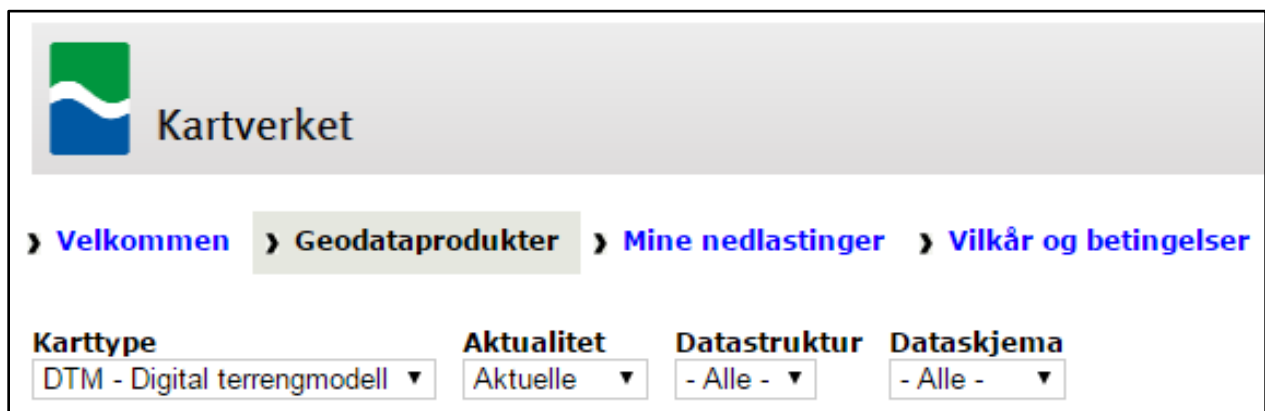 Kartverket
Velkommen Geodataprodukter Mine nedlastinger Vilkår og betingelser
Karttype Aktualitet Datastruktur Dataskjema
DTM - Digital terrengmodell Aktuelle - Alle - - Alle -